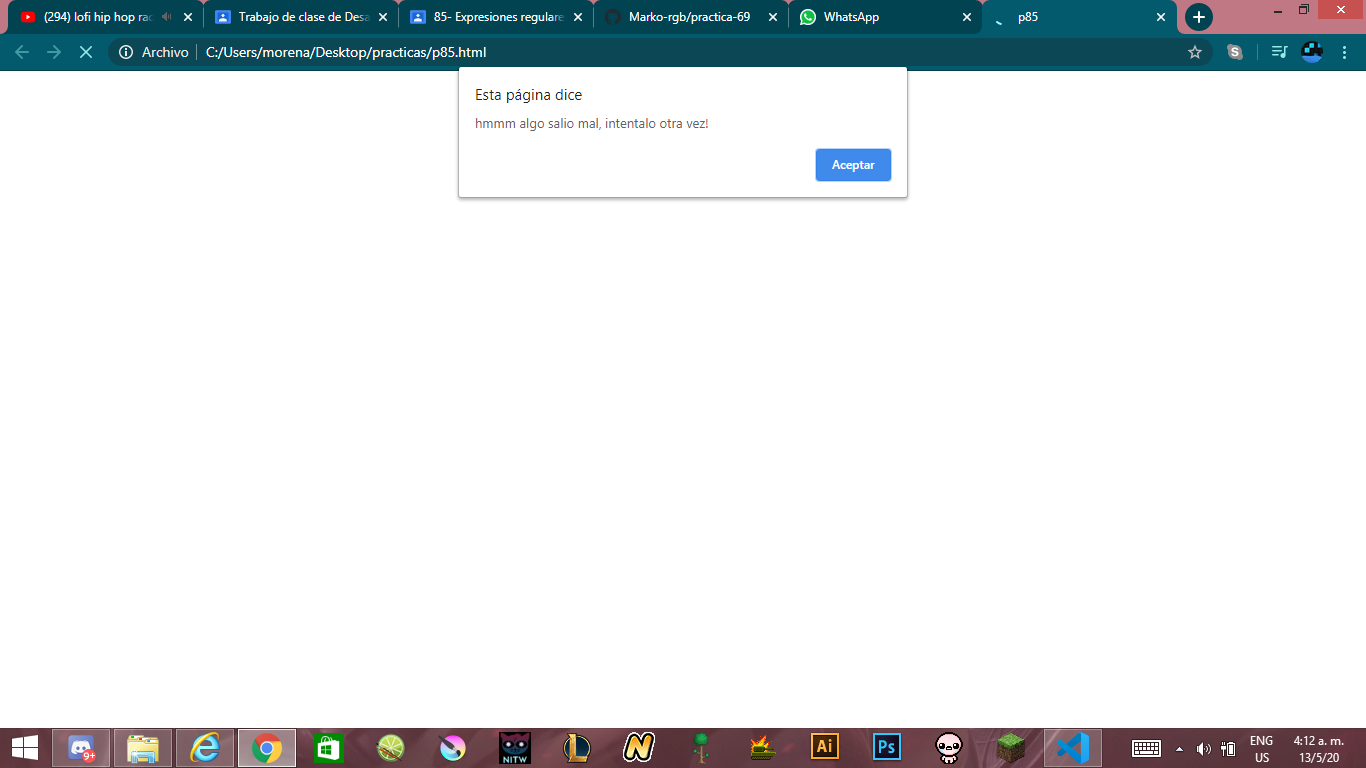 (294) lofi hip hop rad
Trabajo de clase de Desa
85- Expresiones regulare
Marko-rgb/practica-69
WhatsApp
p85
Archivo
C:/Users/morena/Desktop/practicas/p85.html
Esta página dice
hmmm algo salio mal, intentalo otra vez!
Aceptar
9+
NITW
L
N
Ai
Ps
ENG
US
4:12 a. m.
13/5/20